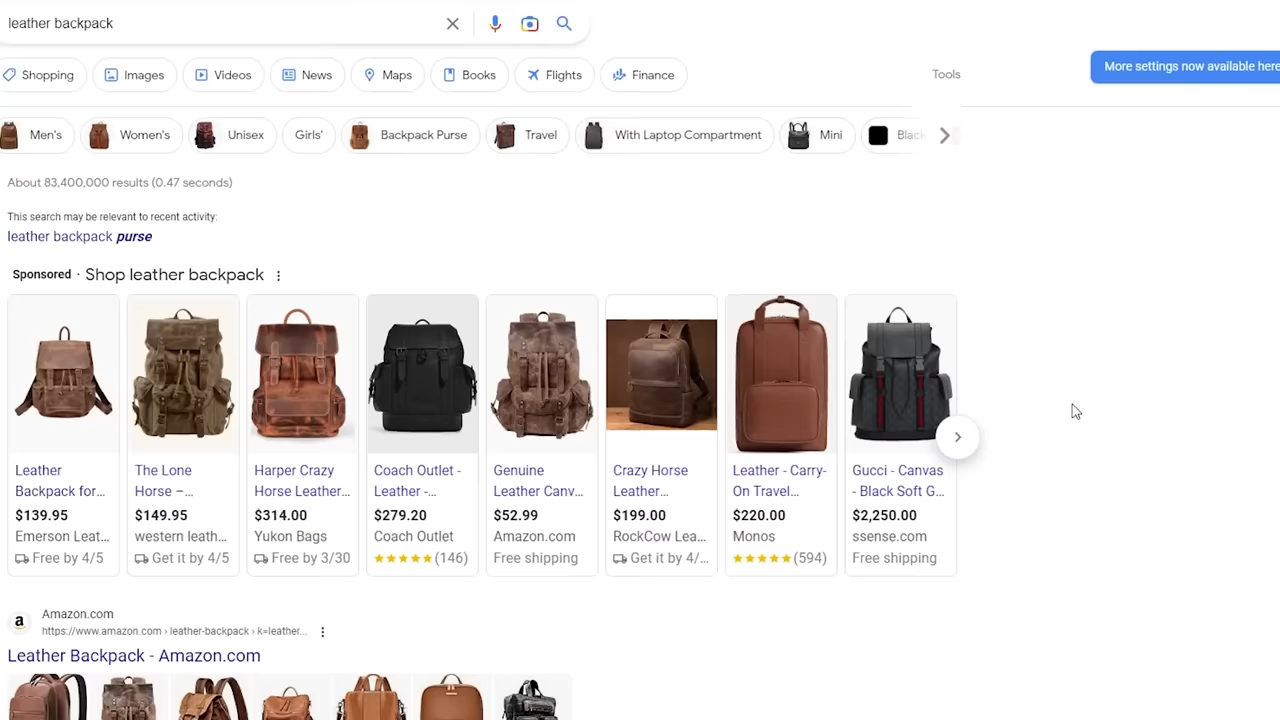 leather backpack
Shopping
Images
Videos
News
Maps
Books
Flights
Finance
Tools
More settings now available here
Men's
Women's
Unisex
Girls'
Backpack Purse
Travel
With Laptop Compartment
Mini
Black
About 83,400,000 results (0.47 seconds)
This search may be relevant to recent activity:
leather backpack purse
Sponsored · Shop leather backpack
Leather
Backpack for...
$139.95
Emerson Leat...
Free by 4/5
The Lone
Horse –...
$149.95
western leath...
Get it by 4/5
Harper Crazy
Horse Leather...
$314.00
Yukon Bags
Free by 3/30
Coach Outlet -
Leather -...
$279.20
Coach Outlet
(146)
Genuine
Leather Canv...
$52.99
Amazon.com
Free shipping
Crazy Horse
Leather...
$199.00
RockCow Lea...
Get it by 4/...
Leather - Carry-
On Travel...
$220.00
Monos
(594)
Gucci - Canvas
- Black Soft G...
$2,250.00
ssense.com
Free shipping
a
Amazon.com
https://www.amazon.com › leather-backpack › k=leather...
Leather Backpack - Amazon.com